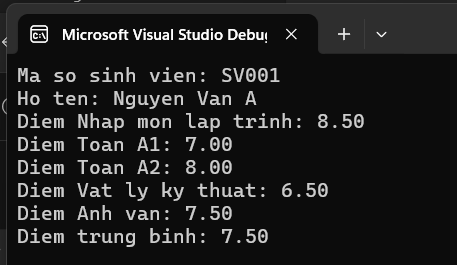 Microsoft Visual Studio Debug
Ma so sinh vien: SV001
Ho ten: Nguyen Van A
Diem Nhap mon lap trinh: 8.50
Diem Toan A1: 7.00
Diem Toan A2: 8.00
Diem Vat ly ky thuat: 6.50
Diem Anh van: 7.50
Diem trung binh: 7.50